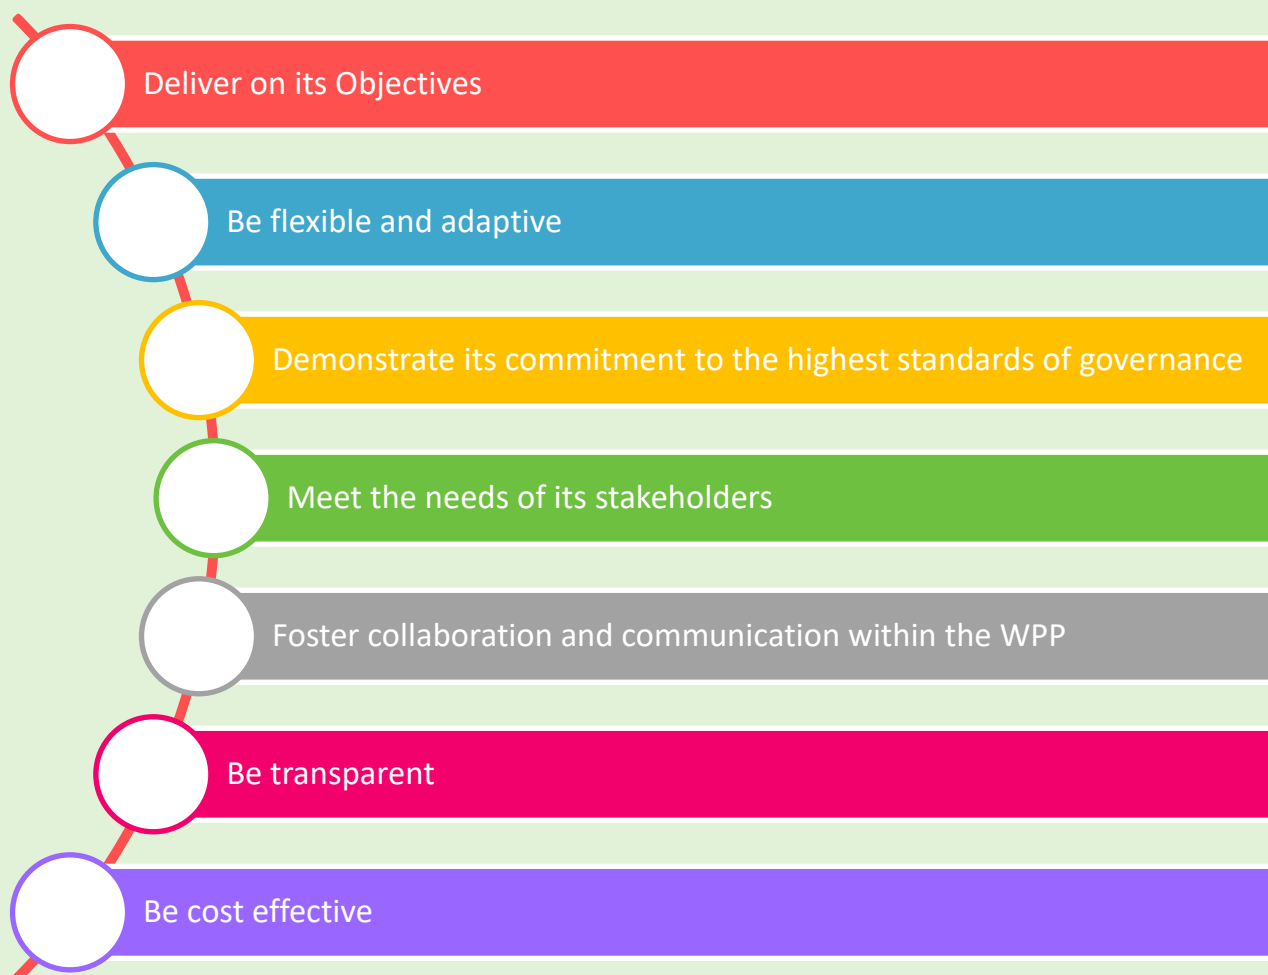 Deliver on its Objectives
Be flexible and adaptive
Demonstrate its commitment to the highest standards of governance
Meet the needs of its stakeholders
Foster collaboration and communication within the WPP
Be transparent
Be cost effective